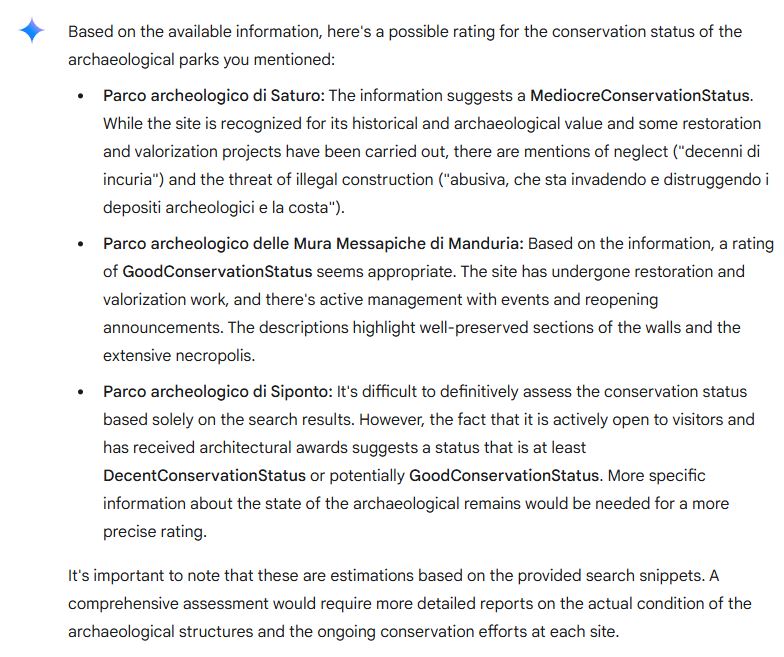 Based on the available information, here's a possible rating for the conservation status of the
archaeological parks you mentioned:
• Parco archeologico di Saturo: The information suggests a MediocreConservationStatus.
While the site is recognized for its historical and archaeological value and some restoration
and valorization projects have been carried out, there are mentions of neglect ("decenni di
incuria") and the threat of illegal construction ("abusiva, che sta invadendo e distruggendo i
depositi archeologici e la costa").
• Parco archeologico delle Mura Messapiche di Manduria: Based on the information, a rating
of GoodConservationStatus seems appropriate. The site has undergone restoration and
valorization work, and there's active management with events and reopening
announcements. The descriptions highlight well-preserved sections of the walls and the
extensive necropolis.
• Parco archeologico di Siponto: It's difficult to definitively assess the conservation status
based solely on the search results. However, the fact that it is actively open to visitors and
has received architectural awards suggests a status that is at least
DecentConservationStatus or potentially GoodConservationStatus. More specific
information about the state of the archaeological remains would be needed for a more
precise rating.
It's important to note that these are estimations based on the provided search snippets. A
comprehensive assessment would require more detailed reports on the actual condition of the
archaeological structures and the ongoing conservation efforts at each site.